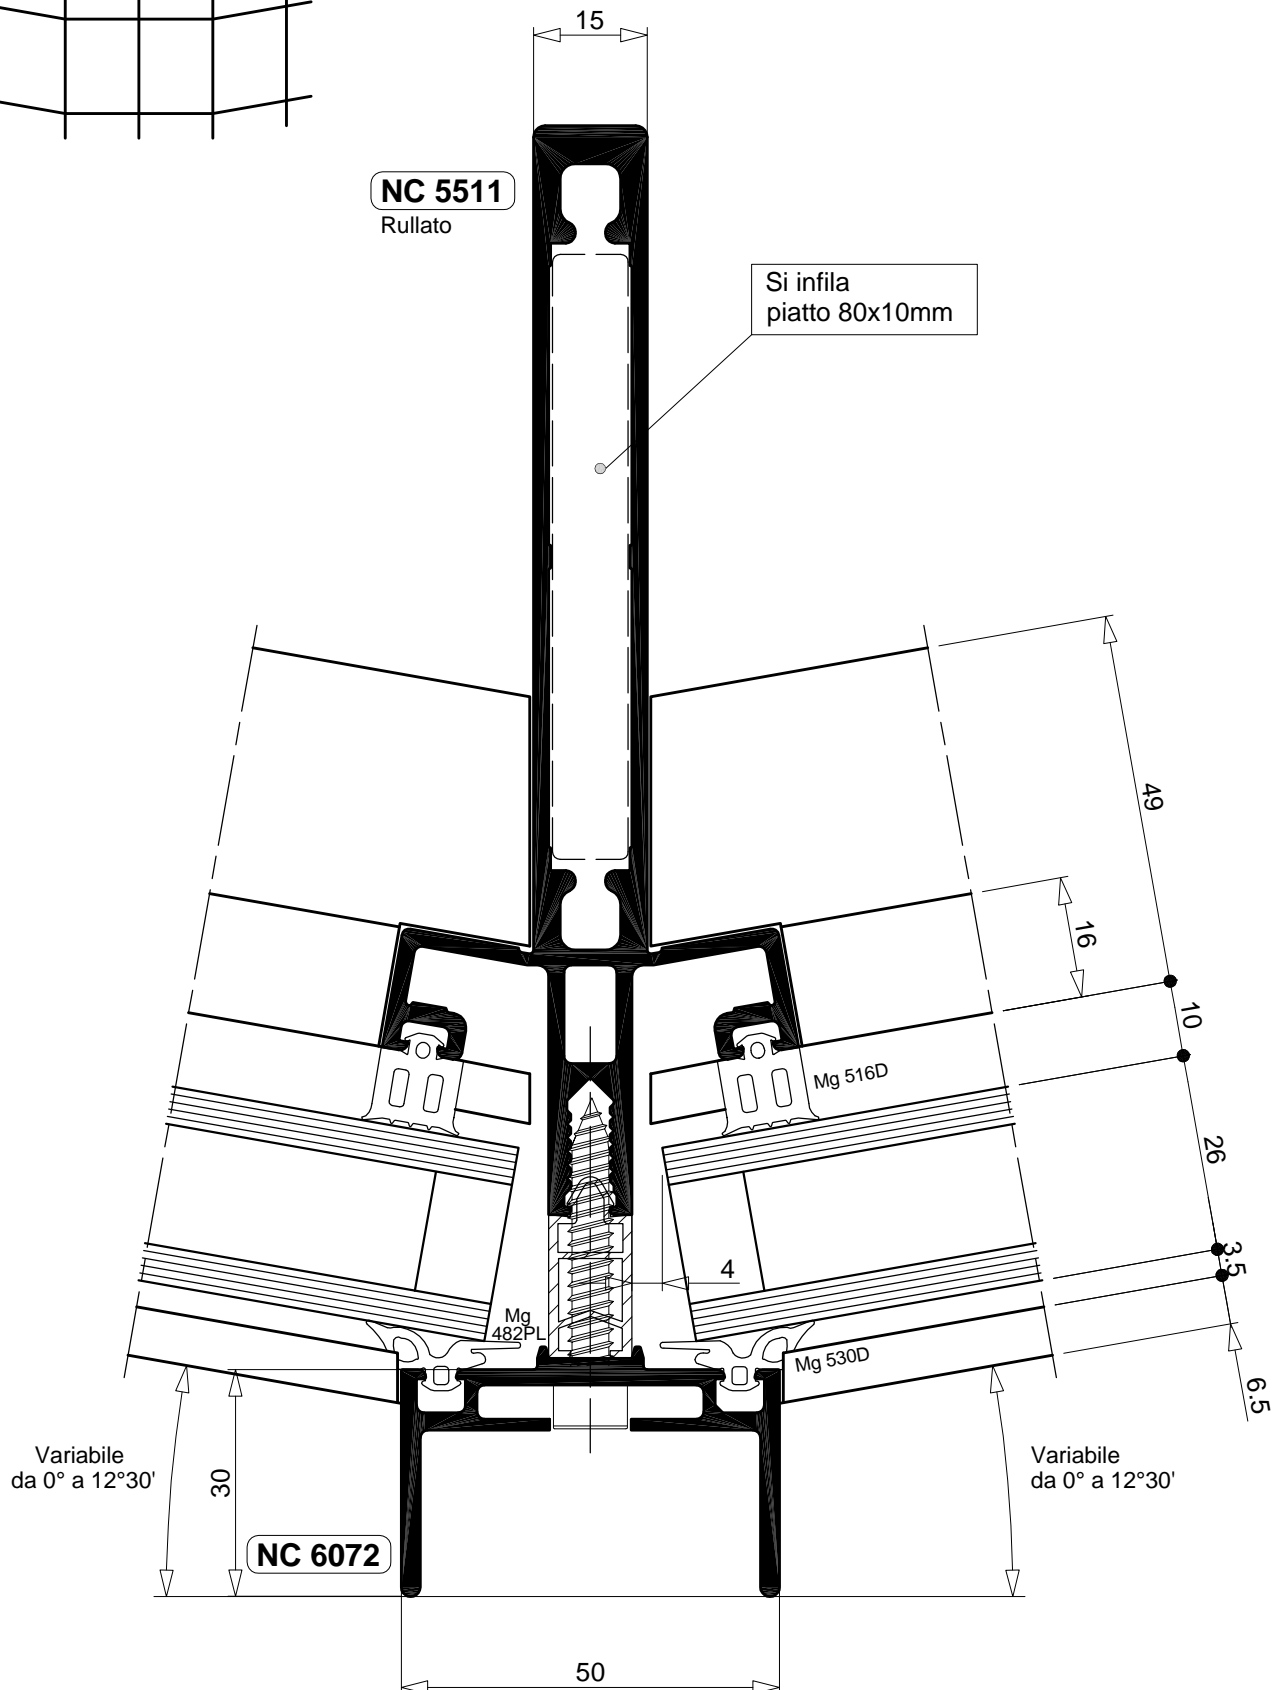 15
NC 5511
Rullato
Si infila
piatto 80x10mm
49
16
10
Mg 516D
26
3.5
4
Mg
482PL
Mg 530D
6.5
Variabile
da 0° a 12°30'
Variabile
da 0° a 12°30'
30
NC 6072
50